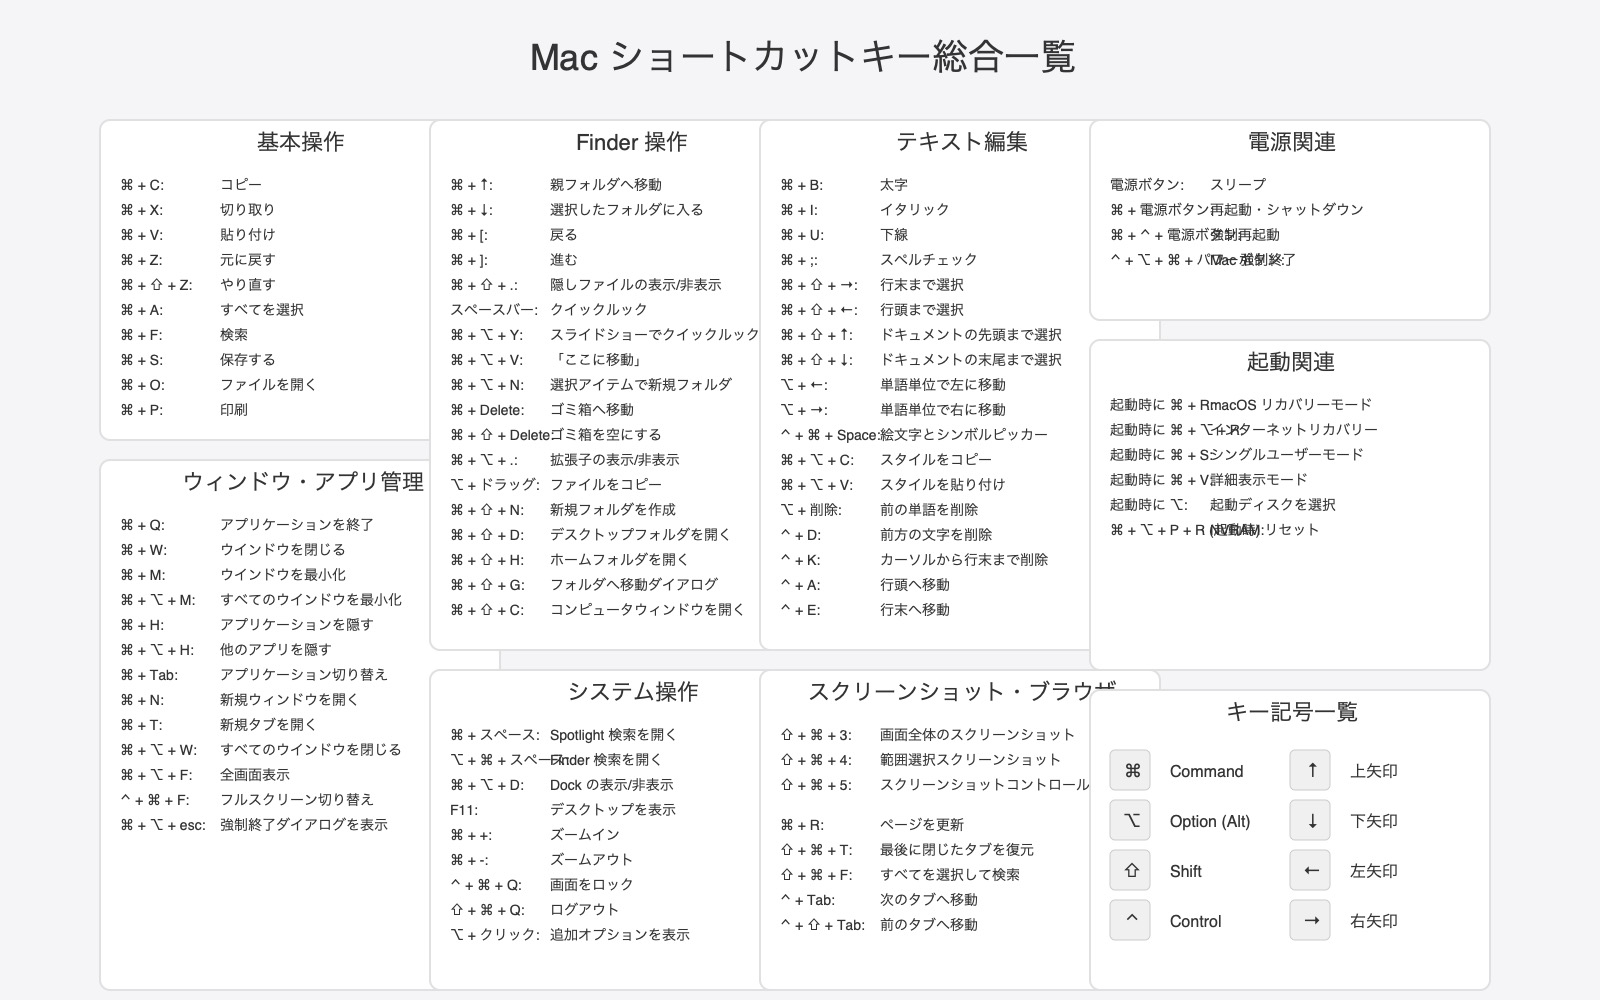 Mac ショートカットキー総合一覧
基本操作
⌘ + C: コピー
⌘ + X: 切り取り
⌘ + V: 貼り付け
⌘ + Z: 元に戻す
⌘ + ⇧ + Z: やり直す
⌘ + A: すべてを選択
⌘ + F: 検索
⌘ + S: 保存する
⌘ + O: ファイルを開く
⌘ + P: 印刷
ウィンドウ・アプリ管理
⌘ + Q: アプリケーションを終了
⌘ + W: ウインドウを閉じる
⌘ + M: ウインドウを最小化
⌘ + ⌥ + M: すべてのウインドウを最小化
⌘ + H: アプリケーションを隠す
⌘ + ⌥ + H: 他のアプリを隠す
⌘ + Tab: アプリケーション切り替え
⌘ + N: 新規ウィンドウを開く
⌘ + T: 新規タブを開く
⌘ + ⌥ + W: すべてのウインドウを閉じる
⌘ + ⌥ + F: 全画面表示
⌃ + ⌘ + F: フルスクリーン切り替え
⌘ + ⌥ + esc: 強制終了ダイアログを表示
Finder 操作
⌘ + ↑: 親フォルダへ移動
⌘ + ↓: 選択したフォルダに入る
⌘ + [: 戻る
⌘ + ]: 進む
⌘ + ⇧ + .: 隠しファイルの表示/非表示
スペースバー: クイックルック
⌘ + ⌥ + Y: スライドショーでクイックルック
⌘ + ⌥ + V: 「ここに移動」
⌘ + ⌥ + N: 選択アイテムで新規フォルダ
⌘ + Delete: ゴミ箱へ移動
⌘ + ⇧ + Delete: ゴミ箱を空にする
⌘ + ⌥ + .: 拡張子の表示/非表示
⌥ + ドラッグ: ファイルをコピー
⌘ + ⇧ + N: 新規フォルダを作成
⌘ + ⇧ + D: デスクトップフォルダを開く
⌘ + ⇧ + H: ホームフォルダを開く
⌘ + ⇧ + G: フォルダへ移動ダイアログ
⌘ + ⇧ + C: コンピュータウィンドウを開く
システム操作
⌘ + スペース: Spotlight 検索を開く
⌥ + ⌘ + スペース: Finder 検索を開く
⌘ + ⌥ + D: Dock の表示/非表示
F11: デスクトップを表示
⌘ + +: ズームイン
⌘ + -: ズームアウト
⌃ + ⌘ + Q: 画面をロック
⇧ + ⌘ + Q: ログアウト
⌥ + クリック: 追加オプションを表示
テキスト編集
⌘ + B: 太字
⌘ + I: イタリック
⌘ + U: 下線
⌘ + ;: スペルチェック
⌘ + ⇧ + →: 行末まで選択
⌘ + ⇧ + ←: 行頭まで選択
⌘ + ⇧ + ↑: ドキュメントの先頭まで選択
⌘ + ⇧ + ↓: ドキュメントの末尾まで選択
⌥ + ←: 単語単位で左に移動
⌥ + →: 単語単位で右に移動
⌃ + ⌘ + Space: 絵文字とシンボルピッカー
⌘ + ⌥ + C: スタイルをコピー
⌘ + ⌥ + V: スタイルを貼り付け
⌥ + 削除: 前の単語を削除
⌃ + D: 前方の文字を削除
⌃ + K: カーソルから行末まで削除
⌃ + A: 行頭へ移動
⌃ + E: 行末へ移動
スクリーンショット・ブラウザ
⇧ + ⌘ + 3: 画面全体のスクリーンショット
⇧ + ⌘ + 4: 範囲選択スクリーンショット
⇧ + ⌘ + 5: スクリーンショットコントロール
⌘ + R: ページを更新
⇧ + ⌘ + T: 最後に閉じたタブを復元
⇧ + ⌘ + F: すべてを選択して検索
⌃ + Tab: 次のタブへ移動
⌃ + ⇧ + Tab: 前のタブへ移動
電源関連
電源ボタン: スリープ
⌘ + 電源ボタン: 再起動・シャットダウン
⌘ + ⌃ + 電源ボタン: 強制再起動
⌃ + ⌥ + ⌘ + Mac 強制終了
起動関連
起動時に ⌘ + R macOS リカバリーモード
起動時に ⌘ + ⌥ + R: インターネットリカバリー
起動時に ⌘ + S シングルユーザーモード
起動時に ⌘ + V 詳細表示モード
起動時に ⌥: 起動ディスクを選択
⌘ + ⌥ + P + R (起動時): NVRAM リセット
キー記号一覧
⌘ Command ↑ 上矢印
⌥ Option (Alt) ↓ 下矢印
⇧ Shift ← 左矢印
⌃ Control → 右矢印